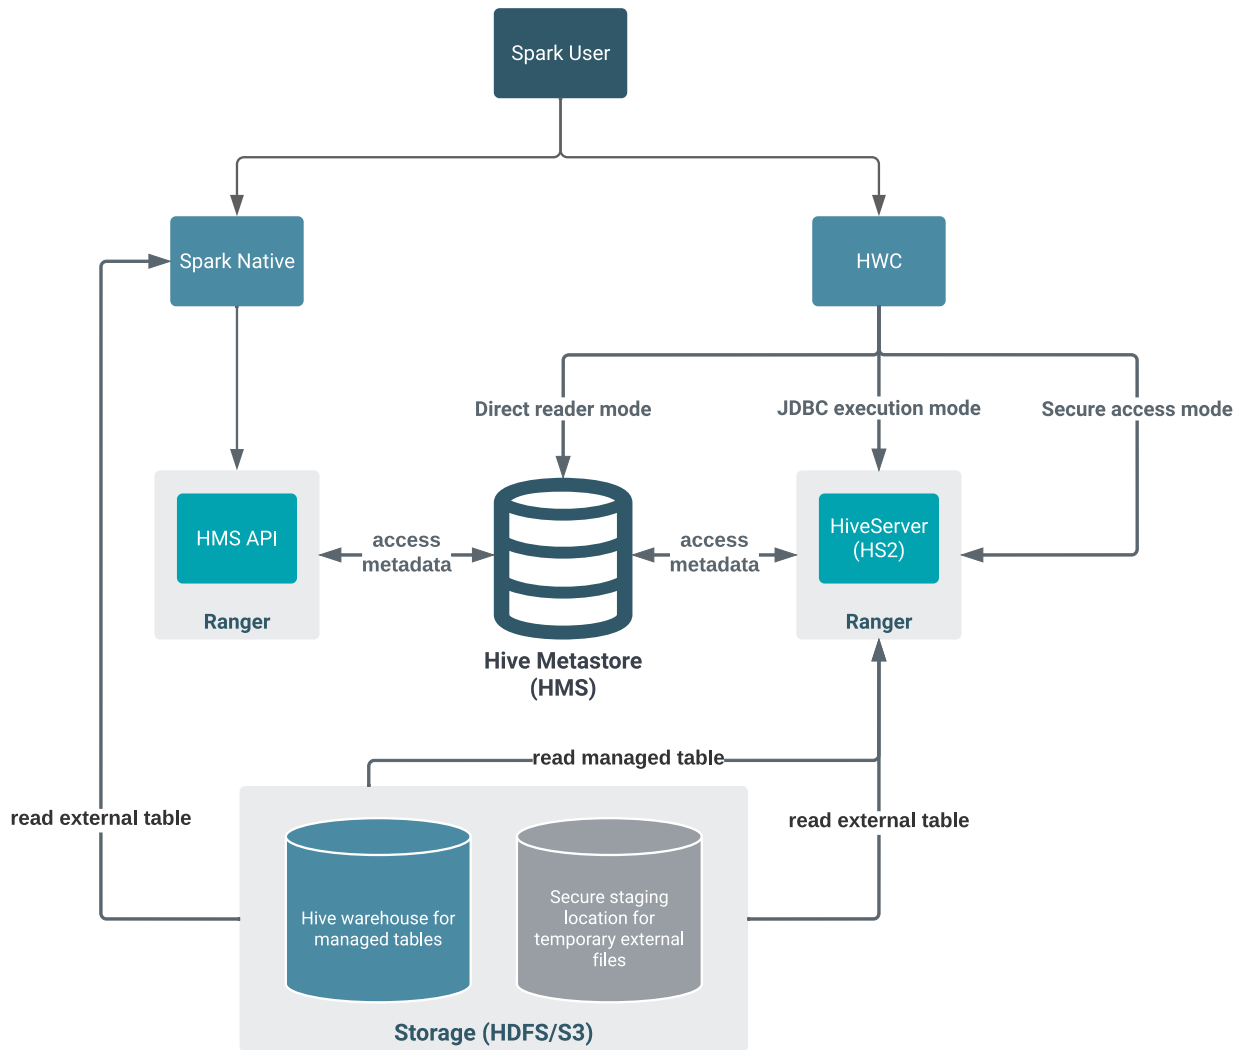 Spark User
Spark Native
HWC
Direct reader mode
JDBC execution mode
Secure access mode
HMS API
Ranger
access
metadata
access
metadata
HiveServer
(HS2)
Ranger
Hive Metastore
(HMS)
read managed table
read external table
read external table
Hive warehouse for
managed tables
Secure staging
location for
temporary external
files
Storage (HDFS/S3)